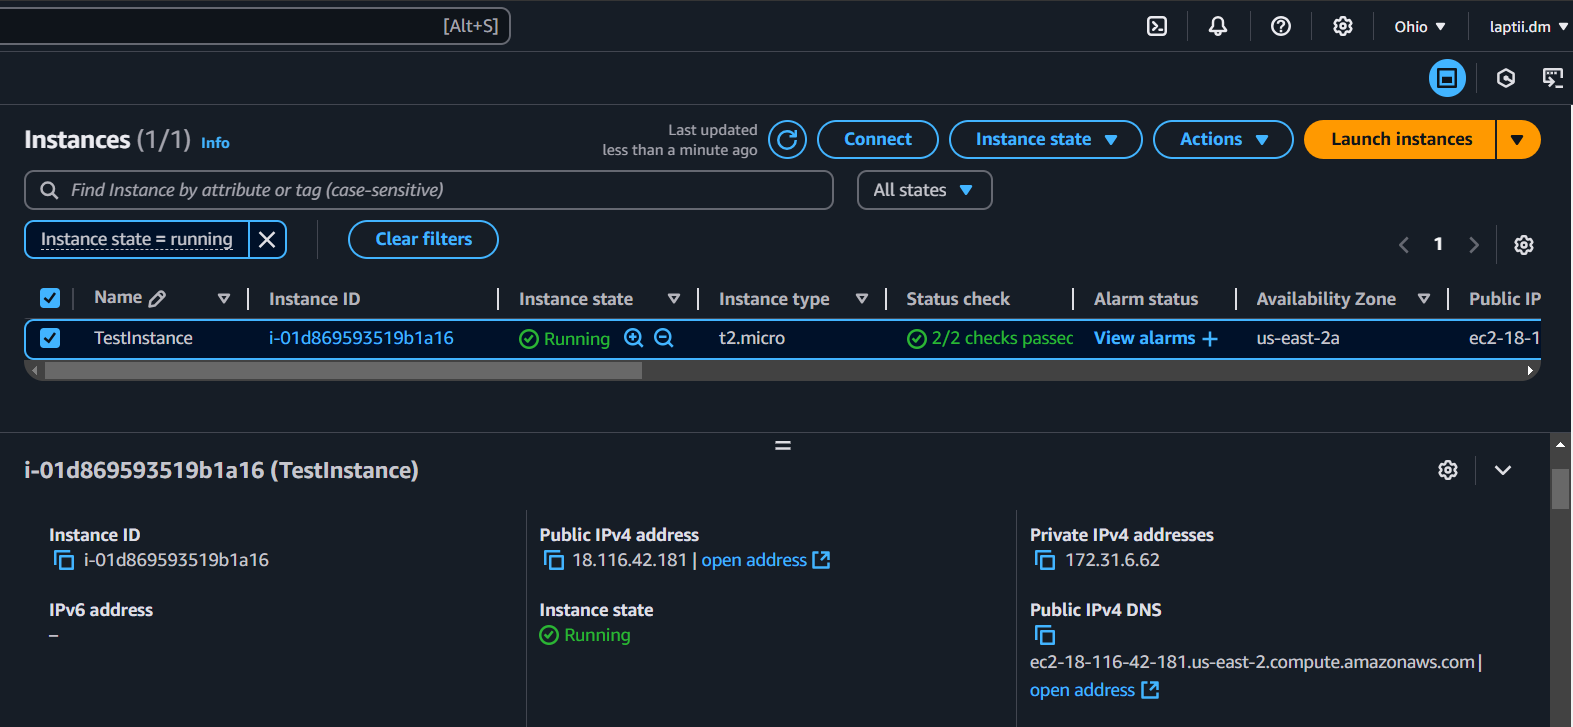 [Alt+S]
Ohio
laptii.dm
Instances (1/1) Info
Last updated
less than a minute ago
Connect
Instance state
Actions
Launch instances
Find Instance by attribute or tag (case-sensitive)
All states
Instance state = running
Clear filters
1
Name Instance ID Instance state Instance type Status check Alarm status Availability Zone Public IP
TestInstance i-01d869593519b1a16 Running t2.micro 2/2 checks passed View alarms + us-east-2a ec2-18-1
i-01d869593519b1a16 (TestInstance)
Instance ID
i-01d869593519b1a16
IPv6 address
–
Public IPv4 address
18.116.42.181 | open address
Instance state
Running
Private IPv4 addresses
172.31.6.62
Public IPv4 DNS
ec2-18-116-42-181.us-east-2.compute.amazonaws.com |
open address